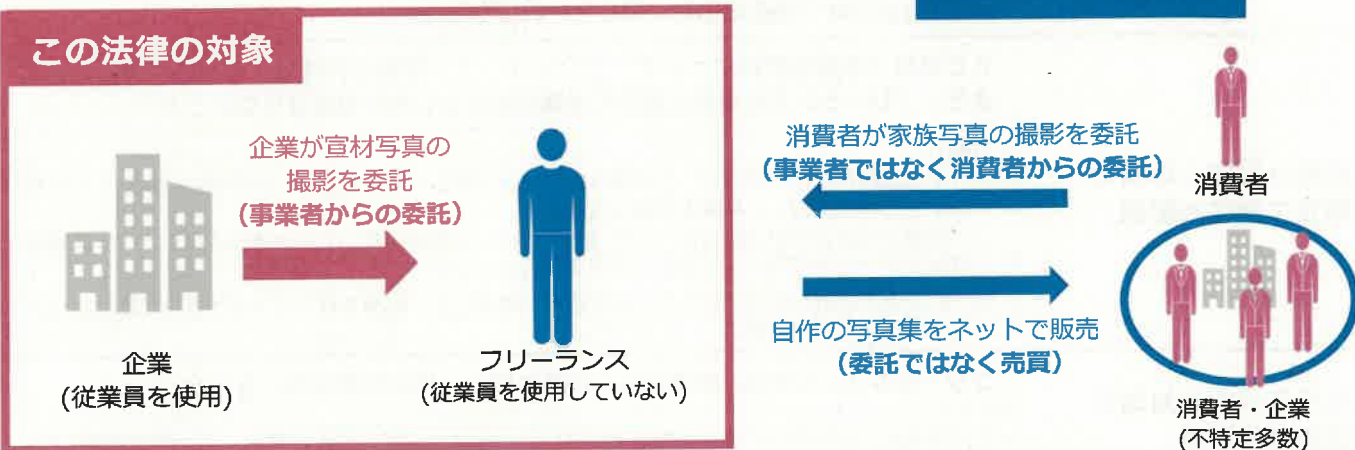 この法律の対象
企業が宣材写真の
撮影を委託
(事業者からの委託)
企業
(従業員を使用)
フリーランス
(従業員を使用していない)
消費者が家族写真の撮影を委託
(事業者ではなく消費者からの委託)
消費者
自作の写真集をネットで販売
(委託ではなく売買)
消費者・企業
(不特定多数)